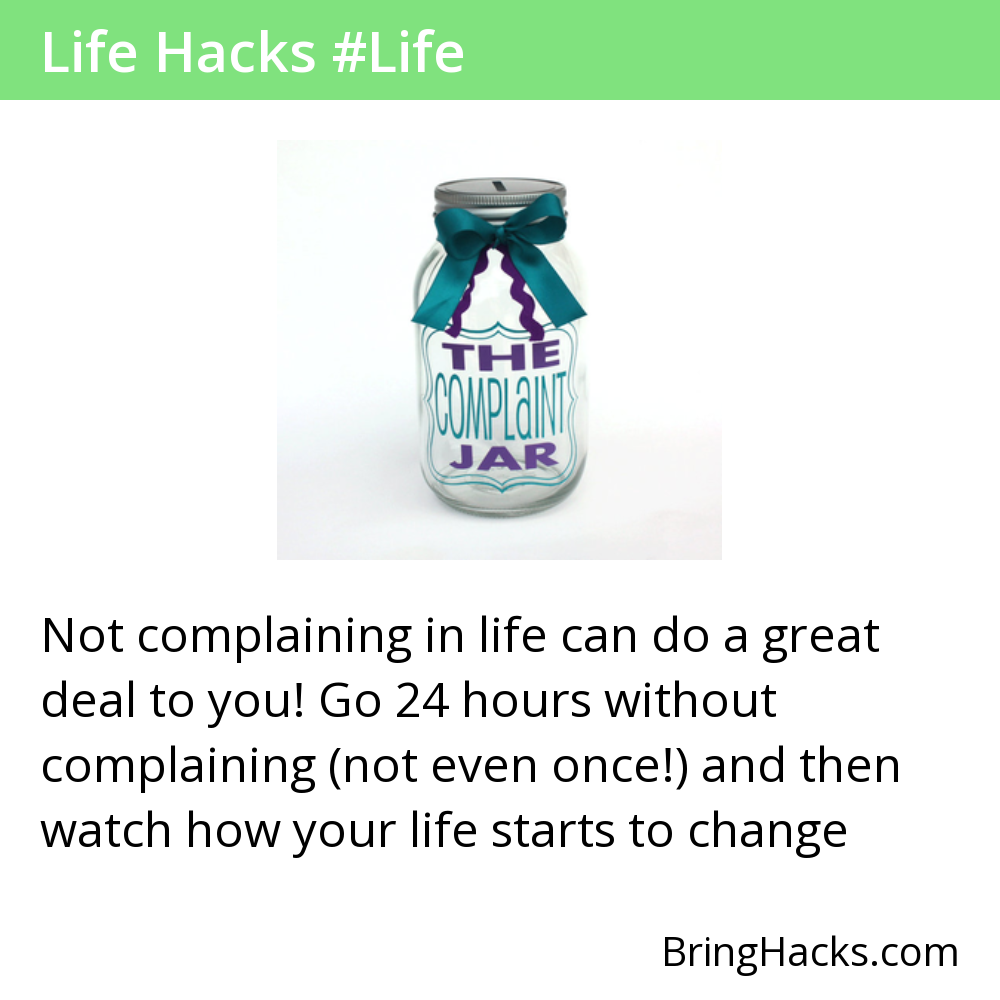 Life Hacks #Life
THE
COMPLaINT
JAR
Not complaining in life can do a great
deal to you! Go 24 hours without
complaining (not even once!) and then
watch how your life starts to change
BringHacks.com